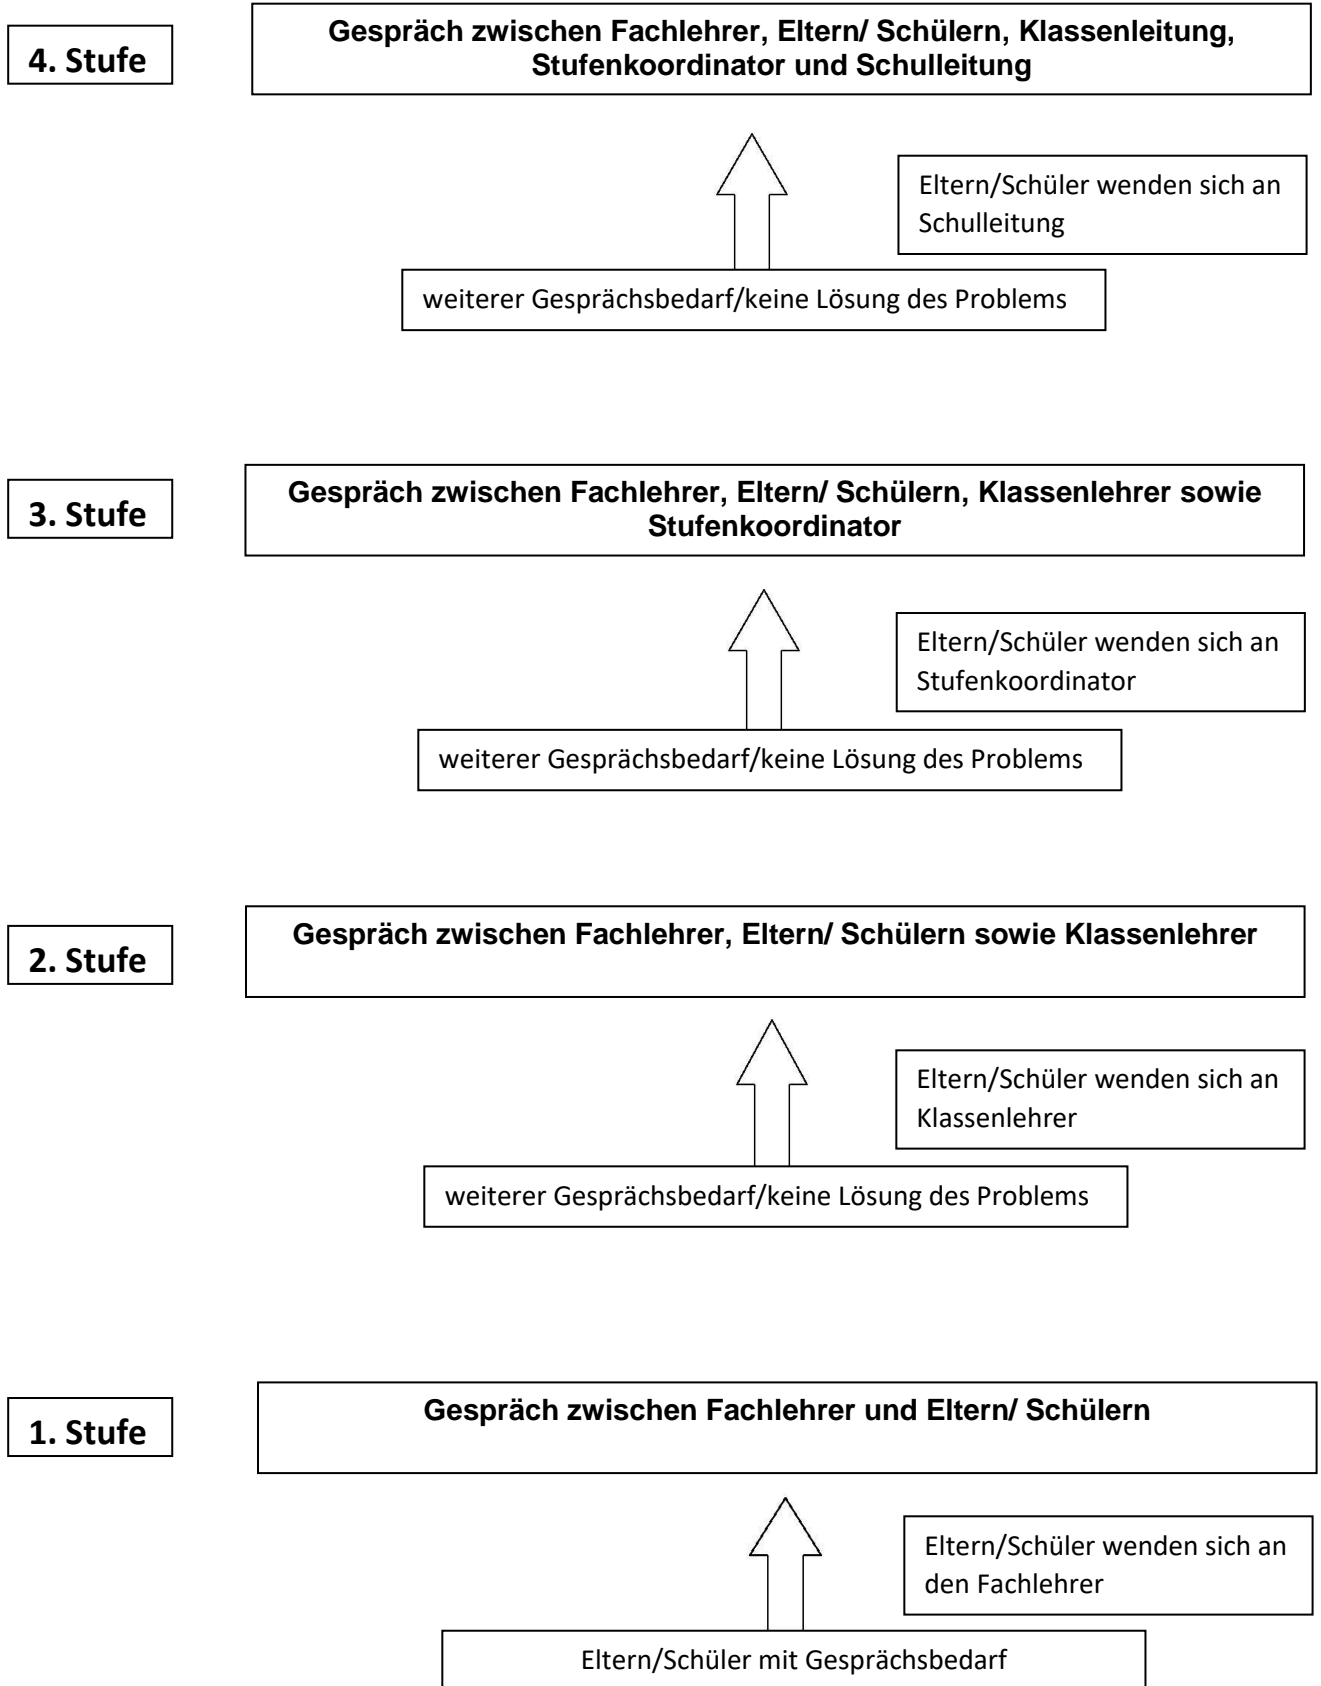 4. Stufe
Gespräch zwischen Fachlehrer, Eltern/ Schülern, Klassenleitung,
Stufenkoordinator und Schulleitung
Eltern/Schüler wenden sich an
Schulleitung
weiterer Gesprächsbedarf/keine Lösung des Problems
3. Stufe
Gespräch zwischen Fachlehrer, Eltern/ Schülern, Klassenlehrer sowie
Stufenkoordinator
Eltern/Schüler wenden sich an
Stufenkoordinator
weiterer Gesprächsbedarf/keine Lösung des Problems
2. Stufe
Gespräch zwischen Fachlehrer, Eltern/ Schülern sowie Klassenlehrer
Eltern/Schüler wenden sich an
Klassenlehrer
weiterer Gesprächsbedarf/keine Lösung des Problems
1. Stufe
Gespräch zwischen Fachlehrer und Eltern/ Schülern
Eltern/Schüler wenden sich an
den Fachlehrer
Eltern/Schüler mit Gesprächsbedarf